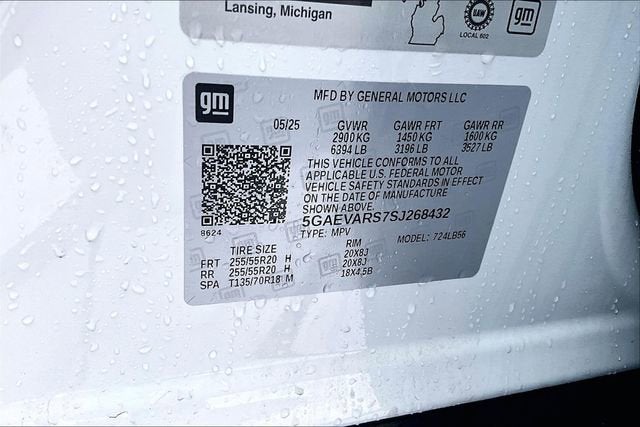 Lansing, Michigan
UAW
LOCAL 602
gm
gm
MFD BY GENERAL MOTORS LLC
05/25 GVWR GAWR FRT GAWR RR
2900 KG 1450 KG 1600 KG
6394 LB 3196 LB 3527 LB
THIS VEHICLE CONFORMS TO ALL
APPLICABLE U.S. FEDERAL MOTOR
VEHICLE SAFETY STANDARDS IN EFFECT
ON THE DATE OF MANUFACTURE
SHOWN ABOVE.
5GAEVARS7SJ268432
8624
TYPE: MPV MODEL: 724LB56
TIRE SIZE RIM
FRT 255/55R20 H 20X8J
RR 255/55R20 H 20X8J
SPA T135/70R18 M 18X4.5B